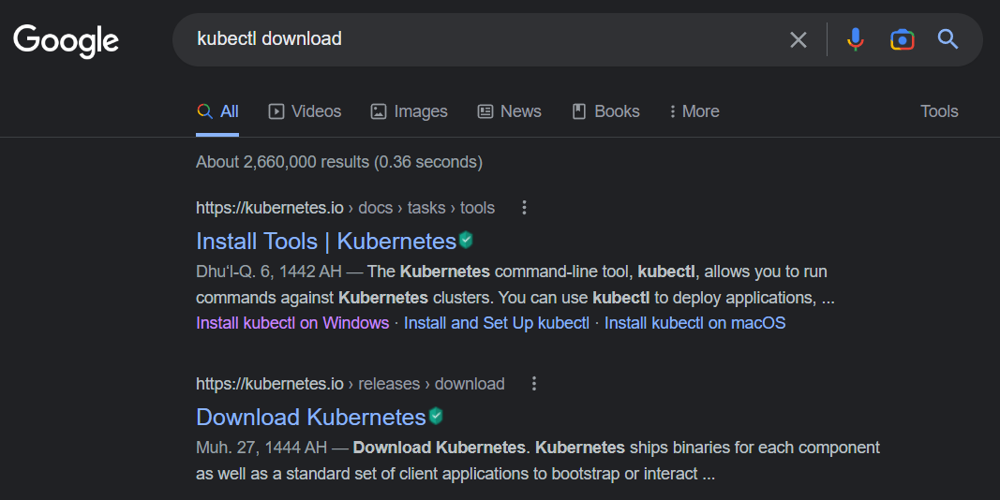 Google
kubectl download
All Videos Images News Books More Tools
About 2,660,000 results (0.36 seconds)
https://kubernetes.io › docs › tasks › tools
Install Tools | Kubernetes
Dhuʻl-Q. 6, 1442 AH — The Kubernetes command-line tool, kubectl, allows you to run
commands against Kubernetes clusters. You can use kubectl to deploy applications, ...
Install kubectl on Windows · Install and Set Up kubectl · Install kubectl on macOS
https://kubernetes.io › releases › download
Download Kubernetes
Muh. 27, 1444 AH — Download Kubernetes. Kubernetes ships binaries for each component
as well as a standard set of client applications to bootstrap or interact ...